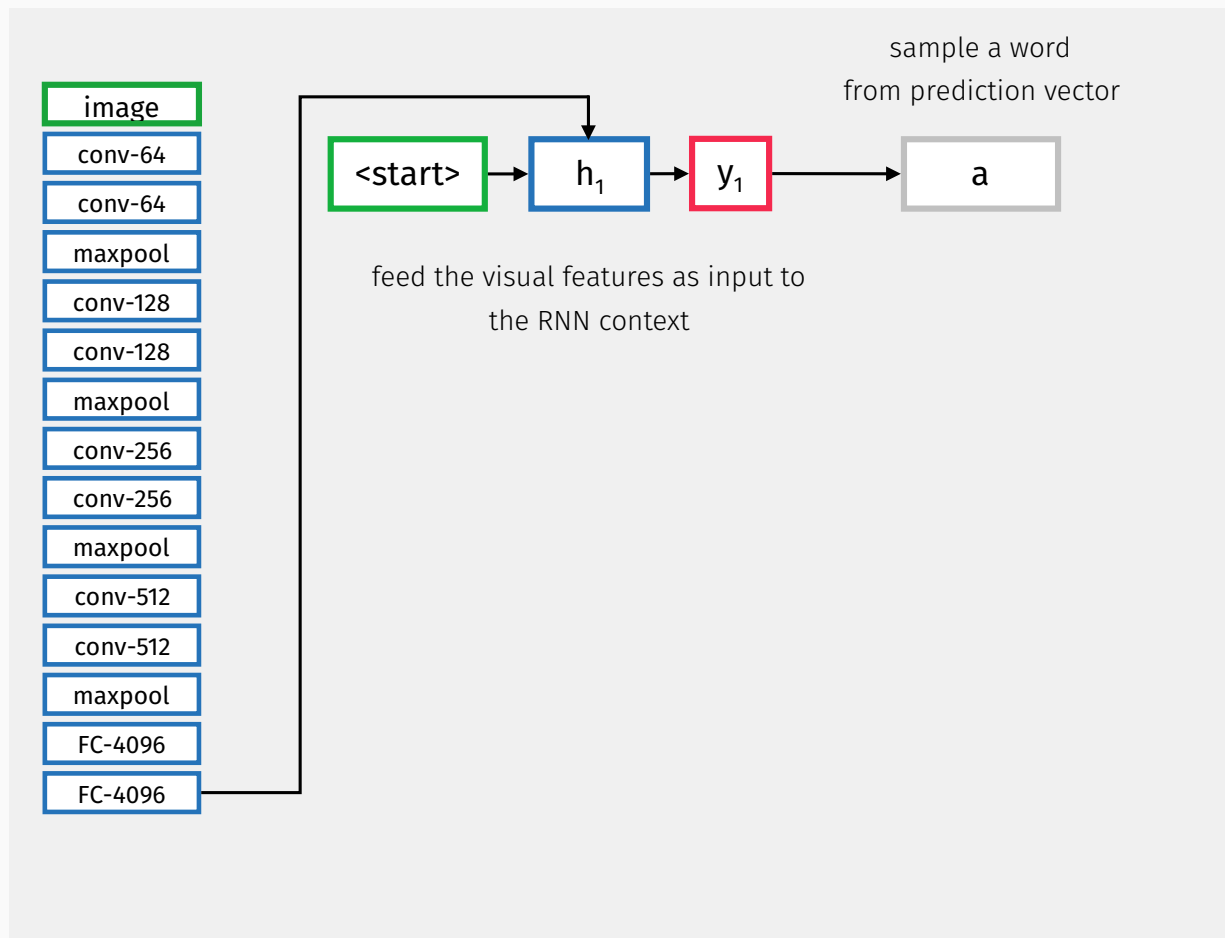 sample a word
from prediction vector
image
conv-64
conv-64
maxpool
conv-128
conv-128
maxpool
conv-256
conv-256
maxpool
conv-512
conv-512
maxpool
FC-4096
FC-4096
<start>
h₁
y₁
a
feed the visual features as input to
the RNN context